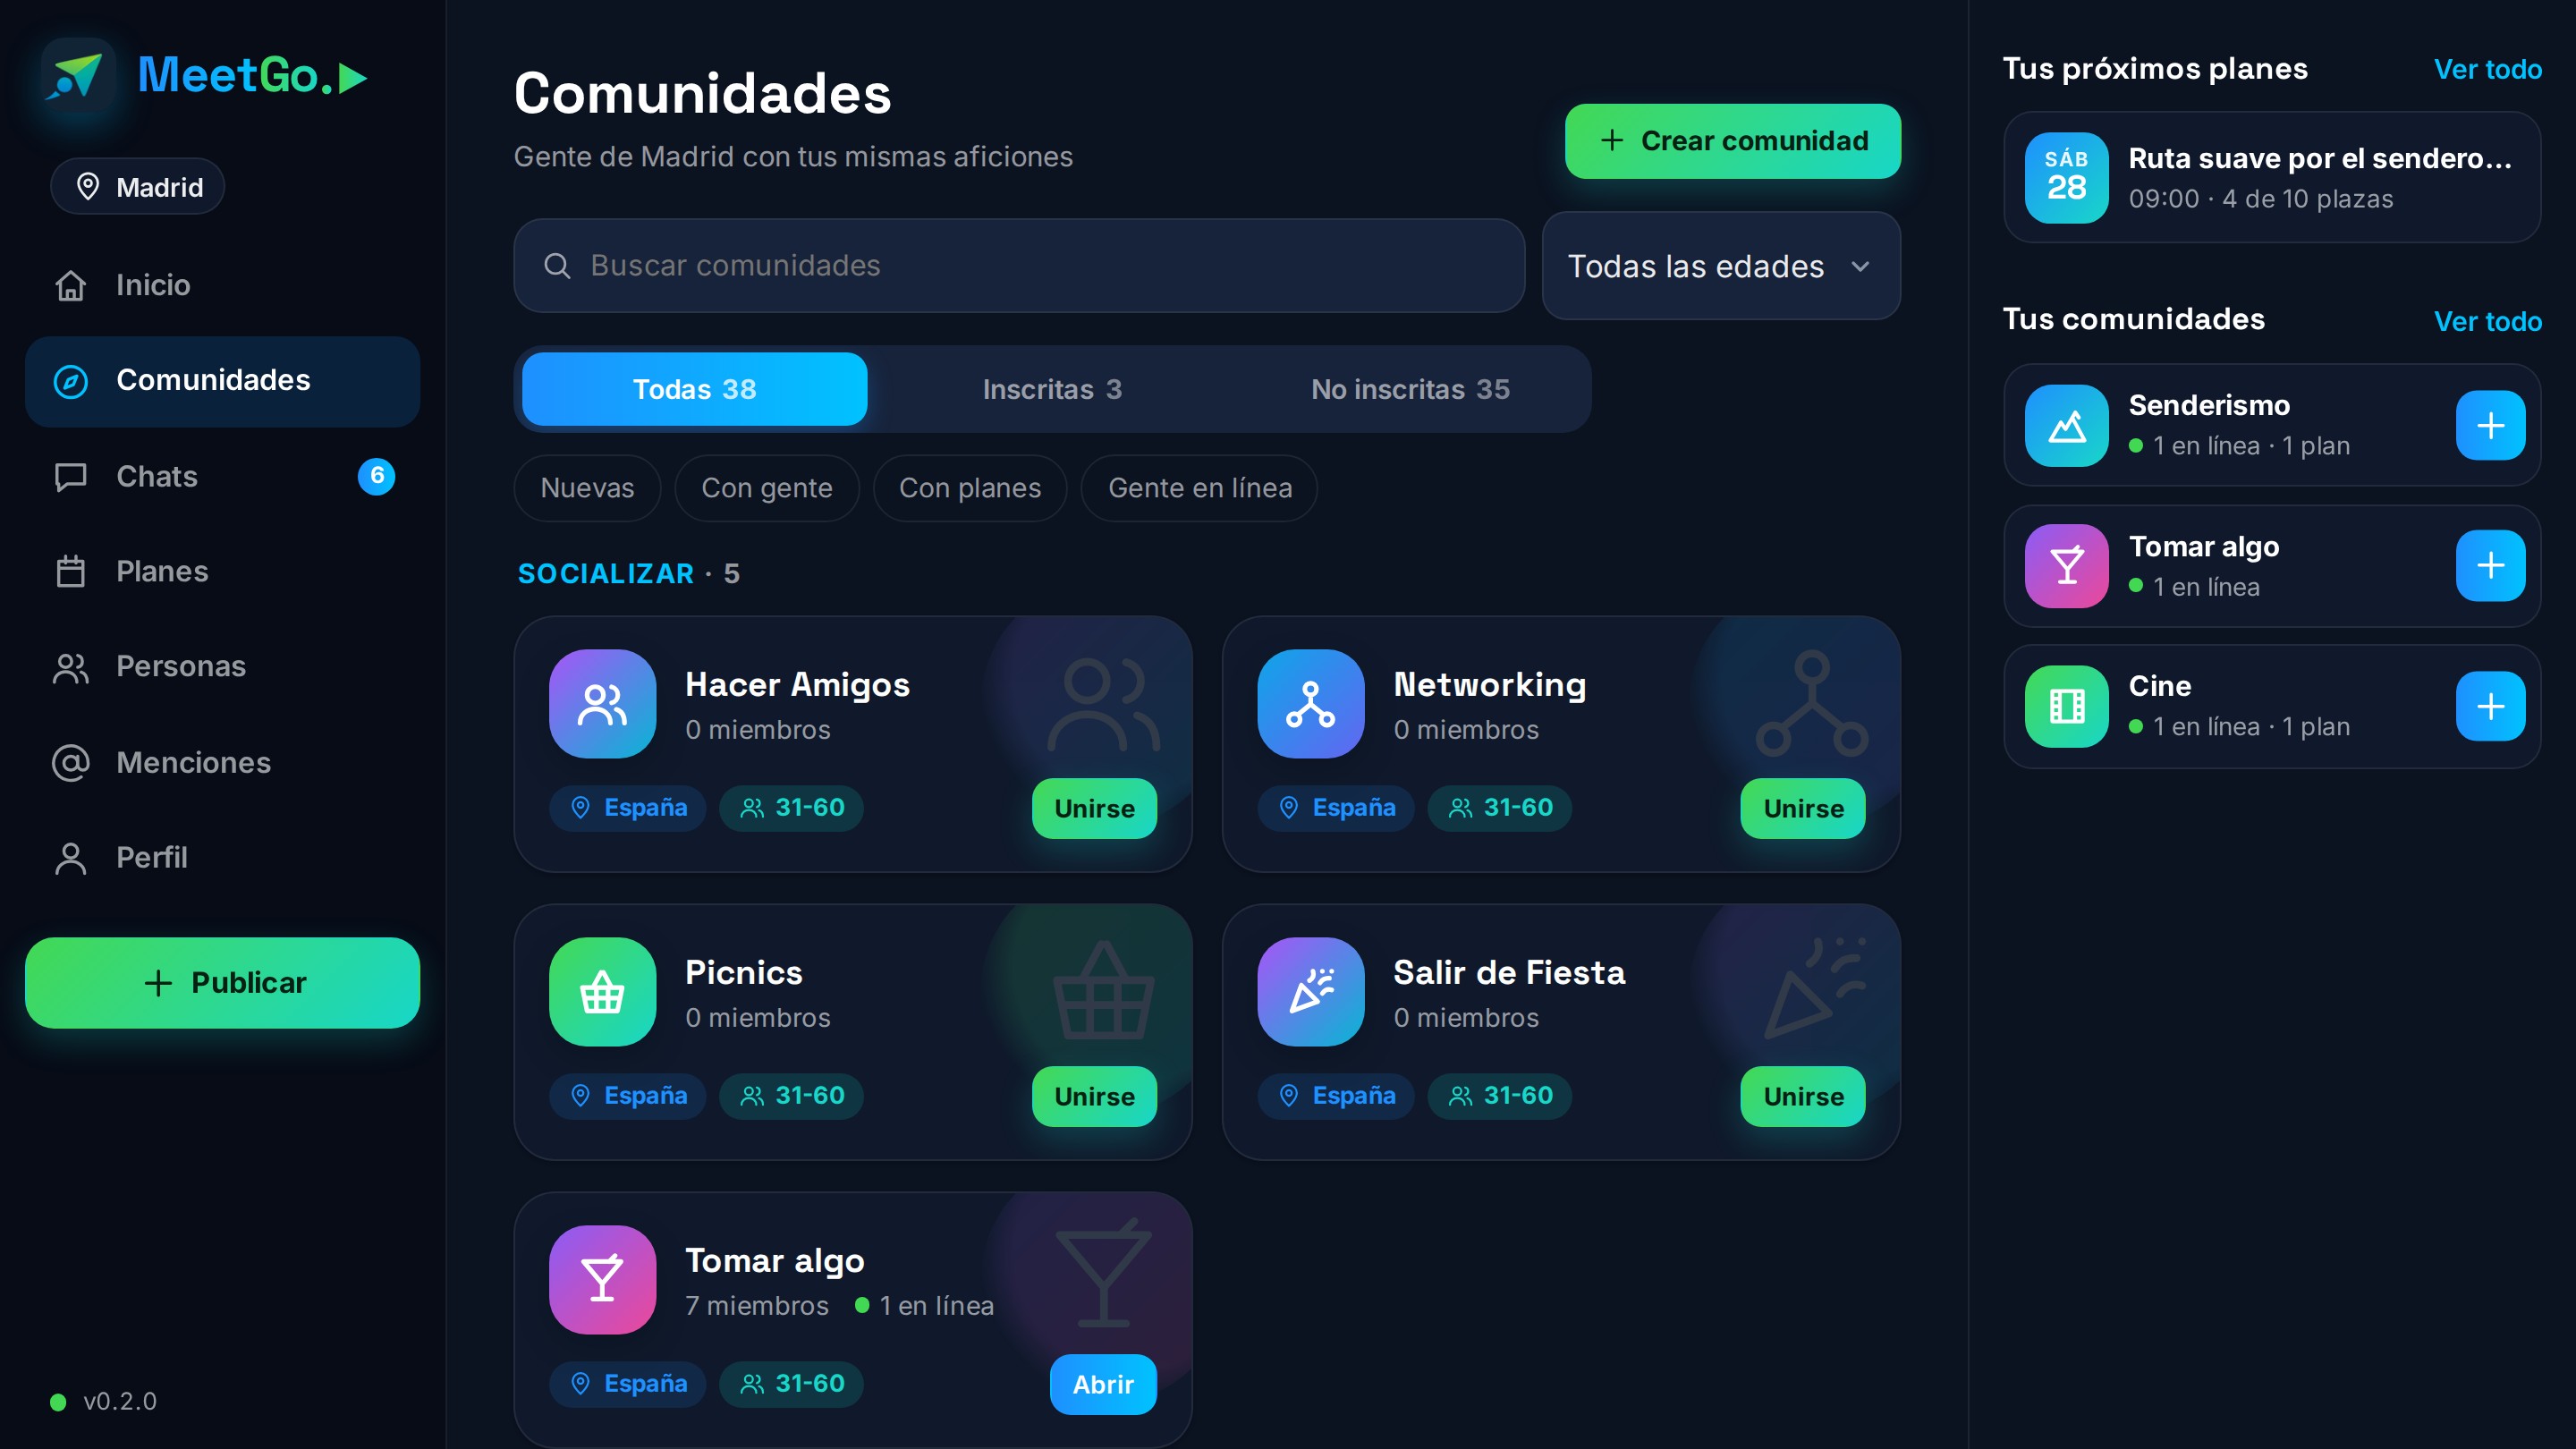 MeetGo.
Madrid
Inicio
Comunidades
Chats 6
Planes
Personas
Menciones
Perfil
+ Publicar
v0.2.0
Comunidades
Gente de Madrid con tus mismas aficiones
+ Crear comunidad
Buscar comunidades
Todas las edades
Todas 38
Inscritas 3
No inscritas 35
Nuevas
Con gente
Con planes
Gente en línea
SOCIALIZAR · 5
Hacer Amigos
0 miembros
España
31-60
Unirse
Networking
0 miembros
España
31-60
Unirse
Picnics
0 miembros
España
31-60
Unirse
Salir de Fiesta
0 miembros
España
31-60
Unirse
Tomar algo
7 miembros 1 en línea
España
31-60
Abrir
Tus próximos planes
Ver todo
SÁB
28
Ruta suave por el sendero...
09:00 · 4 de 10 plazas
Tus comunidades
Ver todo
Senderismo
1 en línea · 1 plan
Tomar algo
1 en línea
Cine
1 en línea · 1 plan